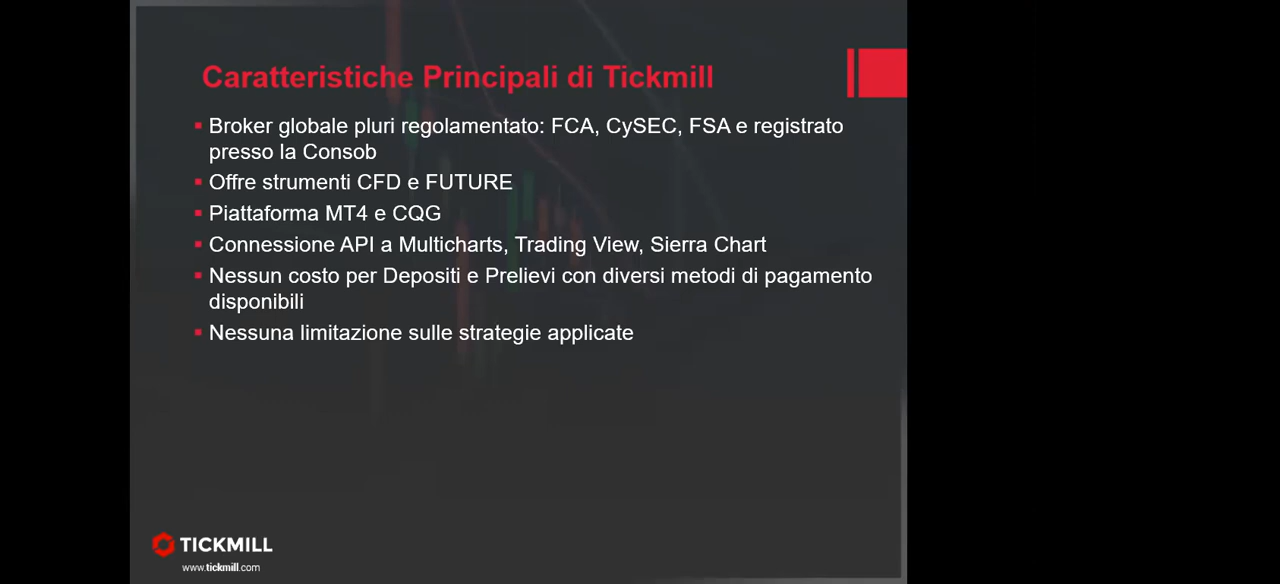 Caratteristiche Principali di Tickmill
Broker globale pluri regolamentato: FCA, CySEC, FSA e registrato
presso la Consob
Offre strumenti CFD e FUTURE
Piattaforma MT4 e CQG
Connessione API a Multicharts, Trading View, Sierra Chart
Nessun costo per Depositi e Prelievi con diversi metodi di pagamento
disponibili
Nessuna limitazione sulle strategie applicate
TICKMILL
www.tickmill.com